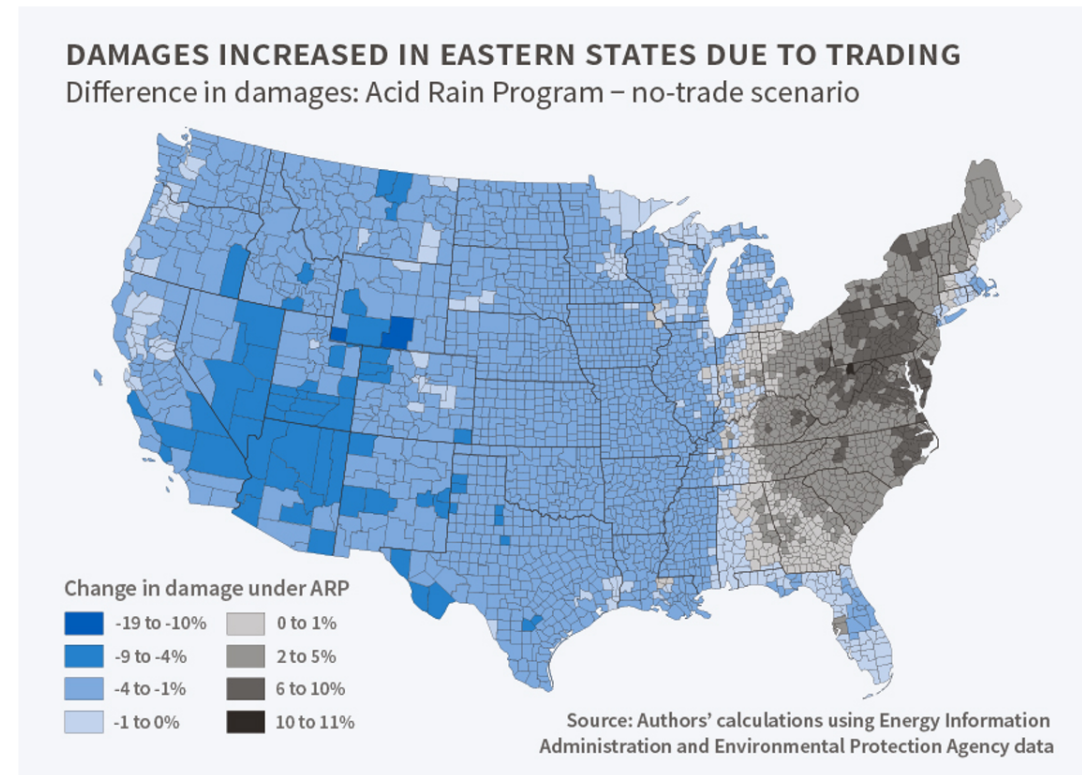 DAMAGES INCREASED IN EASTERN STATES DUE TO TRADING
Difference in damages: Acid Rain Program − no-trade scenario
Change in damage under ARP
-19 to -10%
0 to 1%
-9 to -4%
2 to 5%
-4 to -1%
6 to 10%
-1 to 0%
10 to 11%
Source: Authors’ calculations using Energy Information
Administration and Environmental Protection Agency data